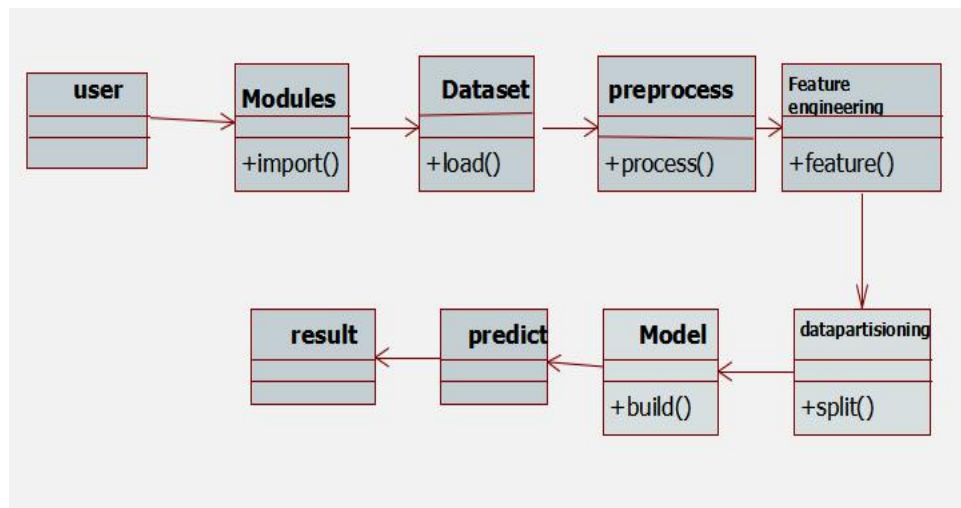 user
Modules
+import()
Dataset
+load()
preprocess
+process()
Feature
engineering
+feature()
datapartisioning
+split()
Model
+build()
predict
result